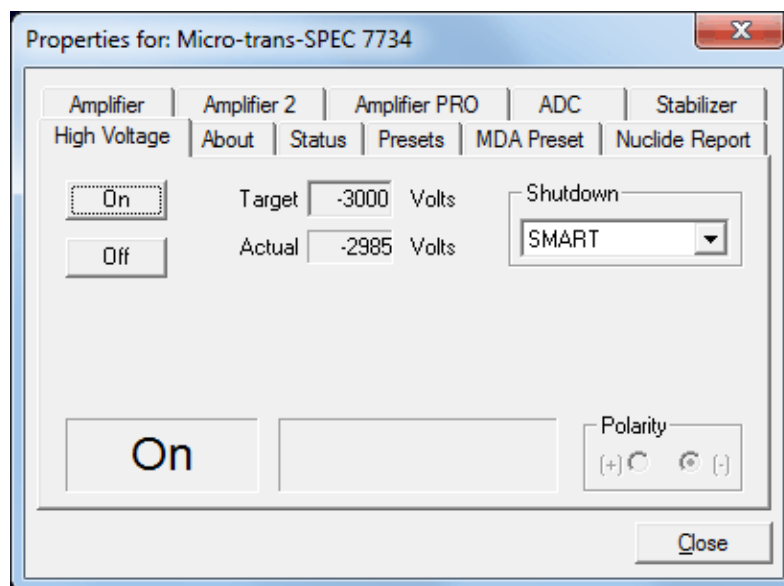 Properties for: Micro-trans-SPEC 7734
Amplifier Amplifier 2 Amplifier PRO ADC Stabilizer
High Voltage About Status Presets MDA Preset Nuclide Report
On Target -3000 Volts Shutdown
Off Actual -2985 Volts SMART
On
Polarity
(+) (-)
Close